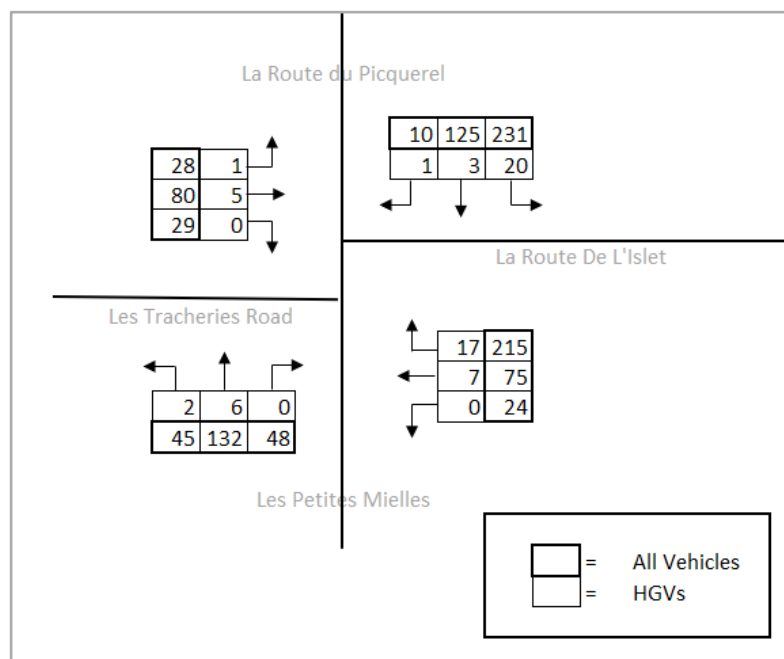 La Route du Picquerel
10 125 231
1 3 20
28 1
80 5
29 0
La Route De L'Islet
Les Tracheries Road
17 215
7 75
0 24
2 6 0
45 132 48
Les Petites Mielles
= All Vehicles
= HGVs